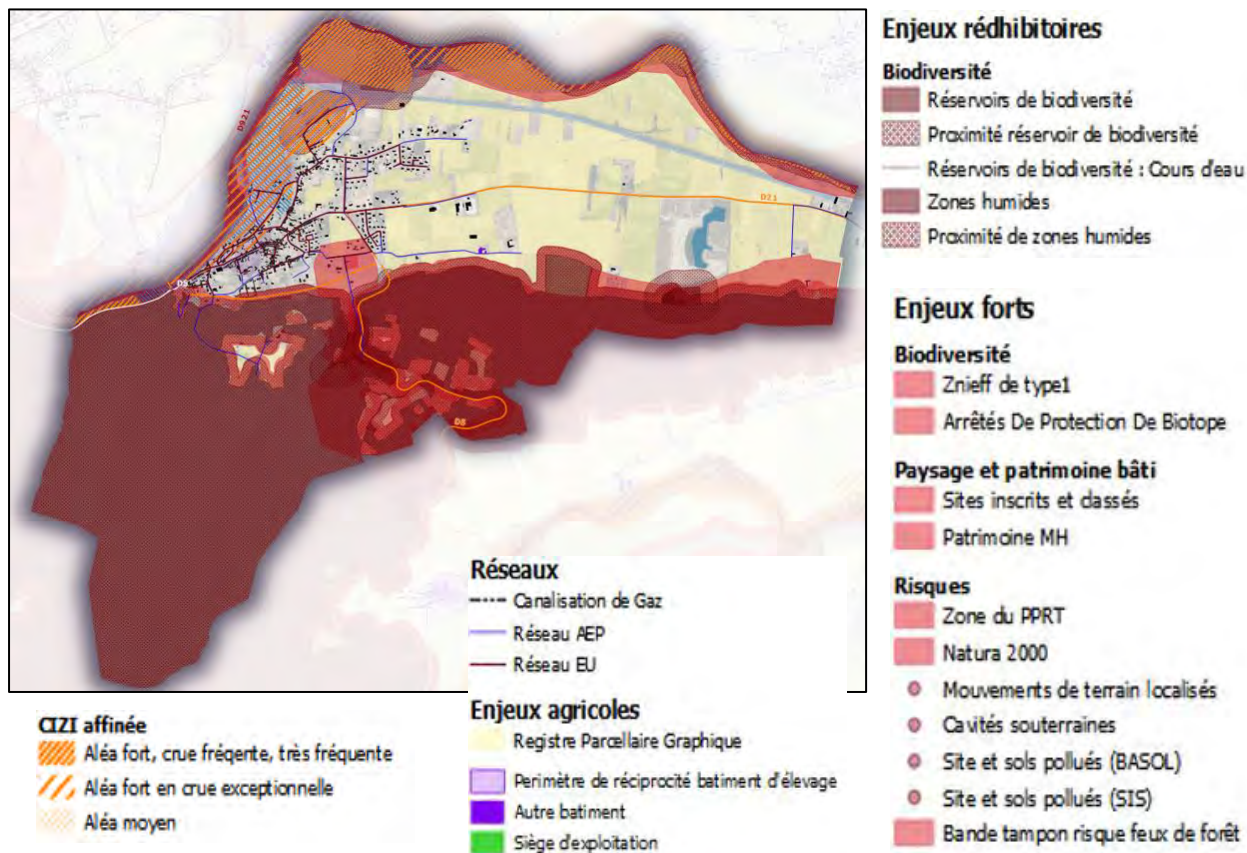 D921
D21
D9
D8
Enjeux rédhibitoires
Biodiversité
Réservoirs de biodiversité
Proximité réservoir de biodiversité
Réservoirs de biodiversité : Cours d'eau
Zones humides
Proximité de zones humides
Enjeux forts
Biodiversité
Znieff de type1
Arrêtés De Protection De Biotope
Paysage et patrimoine bâti
Sites inscrits et classés
Patrimoine MH
Risques
Zone du PPRT
Natura 2000
Mouvements de terrain localisés
Cavités souterraines
Site et sols pollués (BASOL)
Site et sols pollués (SIS)
Bande tampon risque feux de forêt
Réseaux
Canalisation de Gaz
Réseau AEP
Réseau EU
Enjeux agricoles
Registre Parcellaire Graphique
Perimètre de réciprocité batiment d'élevage
Autre batiment
Siège d'exploitation
CIZI affinée
Aléa fort, crue fréqente, très fréquente
Aléa fort en crue exceptionnelle
Aléa moyen